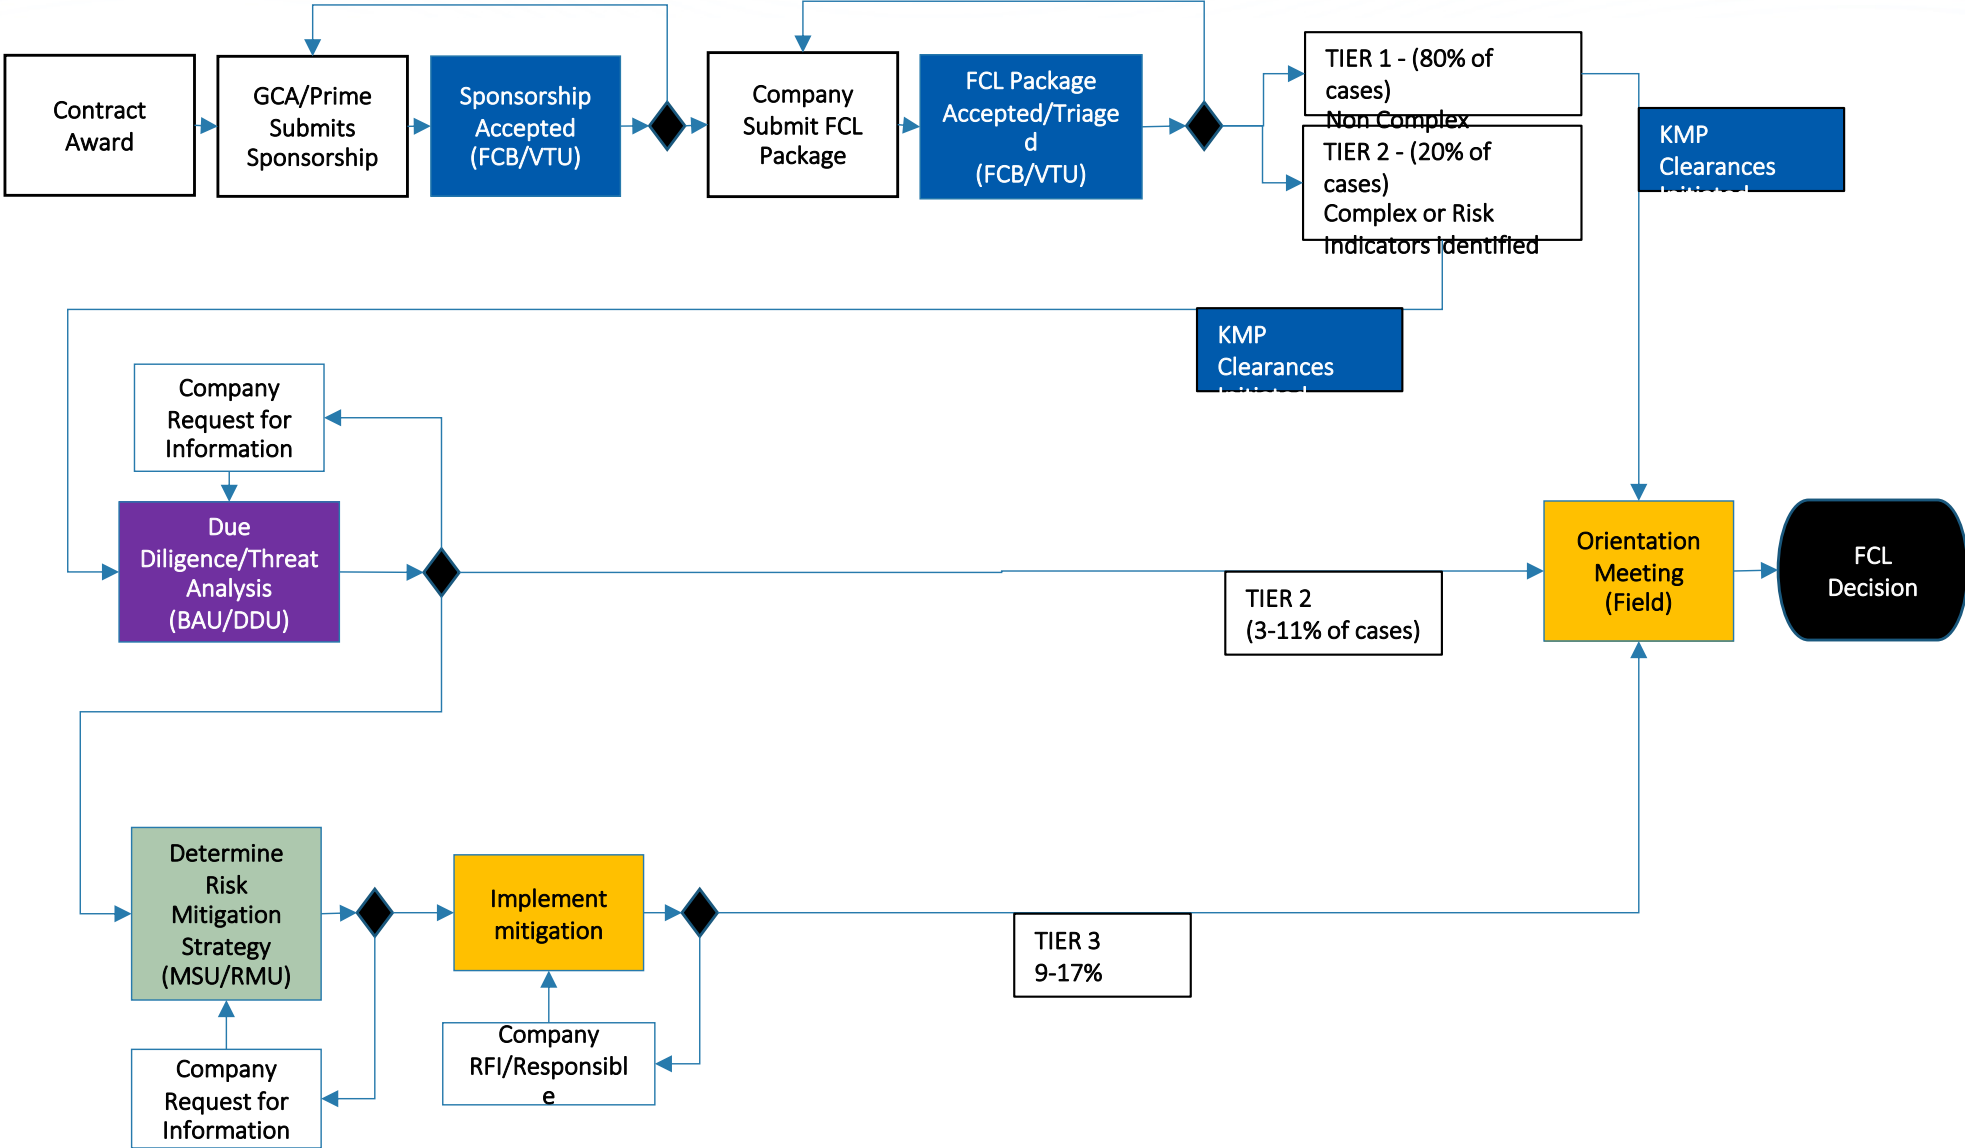 Contract
Award
GCA/Prime
Submits
Sponsorship
Sponsorship
Accepted
(FCB/VTU)
Company
Submit FCL
Package
FCL Package
Accepted/Triage
d
(FCB/VTU)
TIER 1 - (80% of
cases)
Non Complex
TIER 2 - (20% of
cases)
Complex or Risk
Indicators Identified
KMP
Clearances
Initiated
KMP
Clearances
Initiated
Company
Request for
Information
Due
Diligence/Threat
Analysis
(BAU/DDU)
TIER 2
(3-11% of cases)
Orientation
Meeting
(Field)
FCL
Decision
Determine
Risk
Mitigation
Strategy
(MSU/RMU)
Implement
mitigation
TIER 3
9-17%
Company
Request for
Information
Company
RFI/Responsibl
e